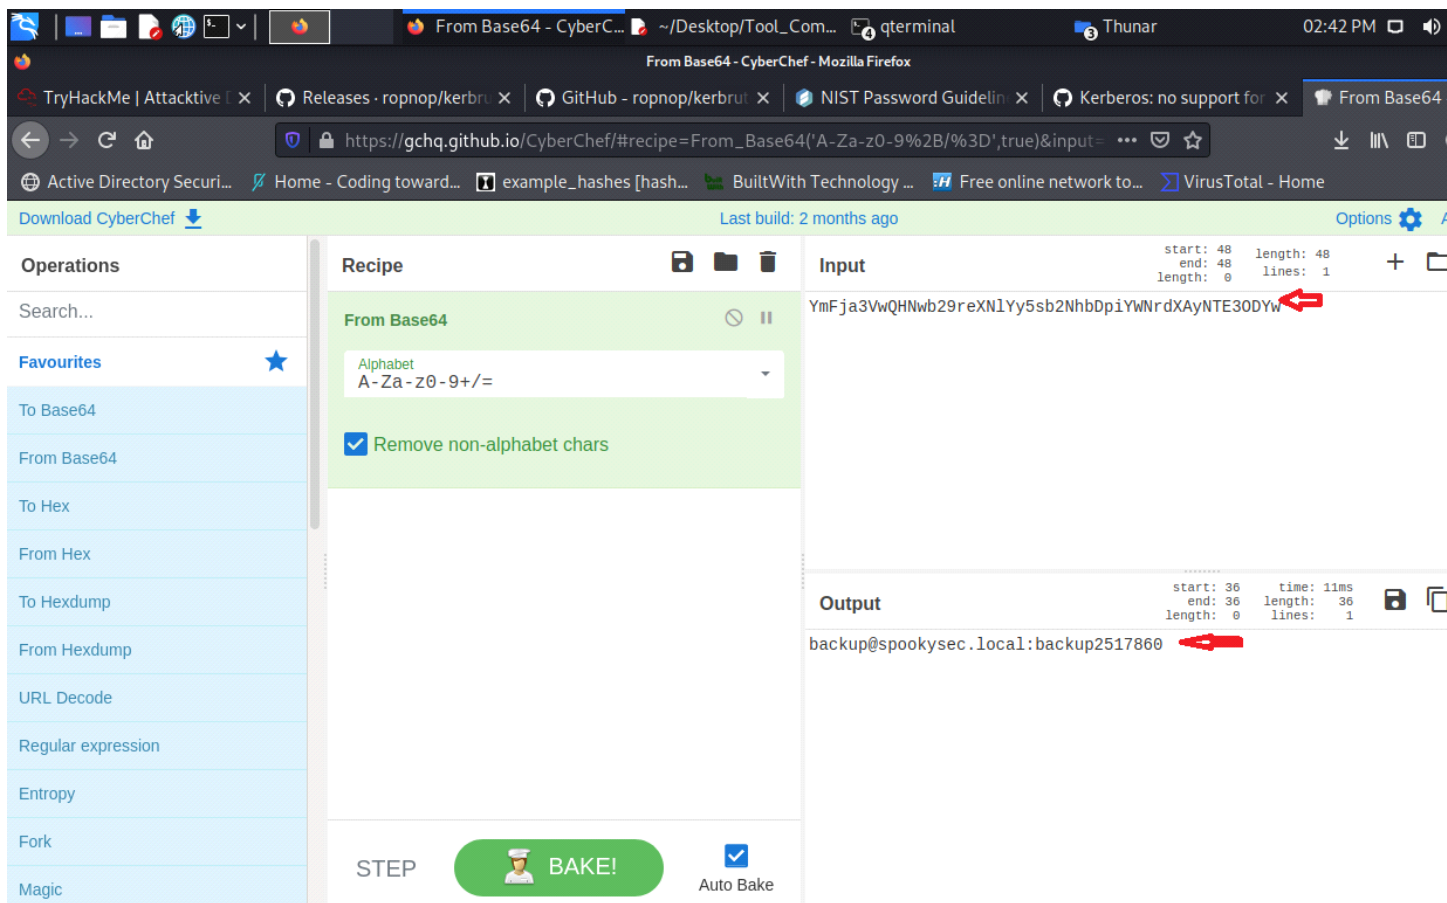 From Base64 - CyberC...
~/Desktop/Tool_Com...
4
qterminal
3
Thunar
02:42 PM
From Base64 - CyberChef - Mozilla Firefox
TryHackMe | Attacktive
Releases · ropnop/kerbru
GitHub - ropnop/kerbrut
NIST Password Guidelin
Kerberos: no support for
From Base64
https://gchq.github.io/CyberChef/#recipe=From_Base64('A-Za-z0-9%2B/%3D',true)&input=
Active Directory Securi...
Home - Coding toward...
example_hashes [hash...
BuiltWith Technology ...
Free online network to...
VirusTotal - Home
Download CyberChef
Last build: 2 months ago
Options
Operations
Recipe
Input
start: 48
end: 48
length: 0
length: 48
lines: 1
Search...
Favourites
To Base64
From Base64
To Hex
From Hex
To Hexdump
From Hexdump
URL Decode
Regular expression
Entropy
Fork
Magic
From Base64
Alphabet
A-Za-z0-9+/=
Remove non-alphabet chars
STEP
BAKE!
Auto Bake
YmFja3VwQHNwb29reXNlYy5sb2NhbDpiYWNrdXAyNTE3ODYw
Output
start: 36
end: 36
length: 0
time: 11ms
length: 36
lines: 1
backup@spookysec.local:backup2517860